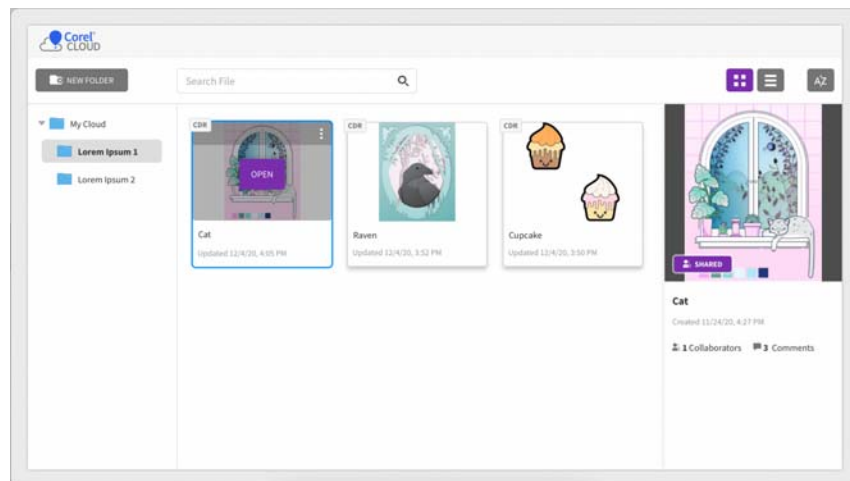 Corel
CLOUD
NEW FOLDER
Search File
AZ
My Cloud
Lorem Ipsum 1
Lorem Ipsum 2
CDR
OPEN
Cat
Updated 12/4/20, 4:05 PM
CDR
Raven
Updated 12/4/20, 3:52 PM
CDR
Cupcake
Updated 12/4/20, 3:50 PM
SHARED
Cat
Created 11/24/20, 4:27 PM
1 Collaborators 3 Comments